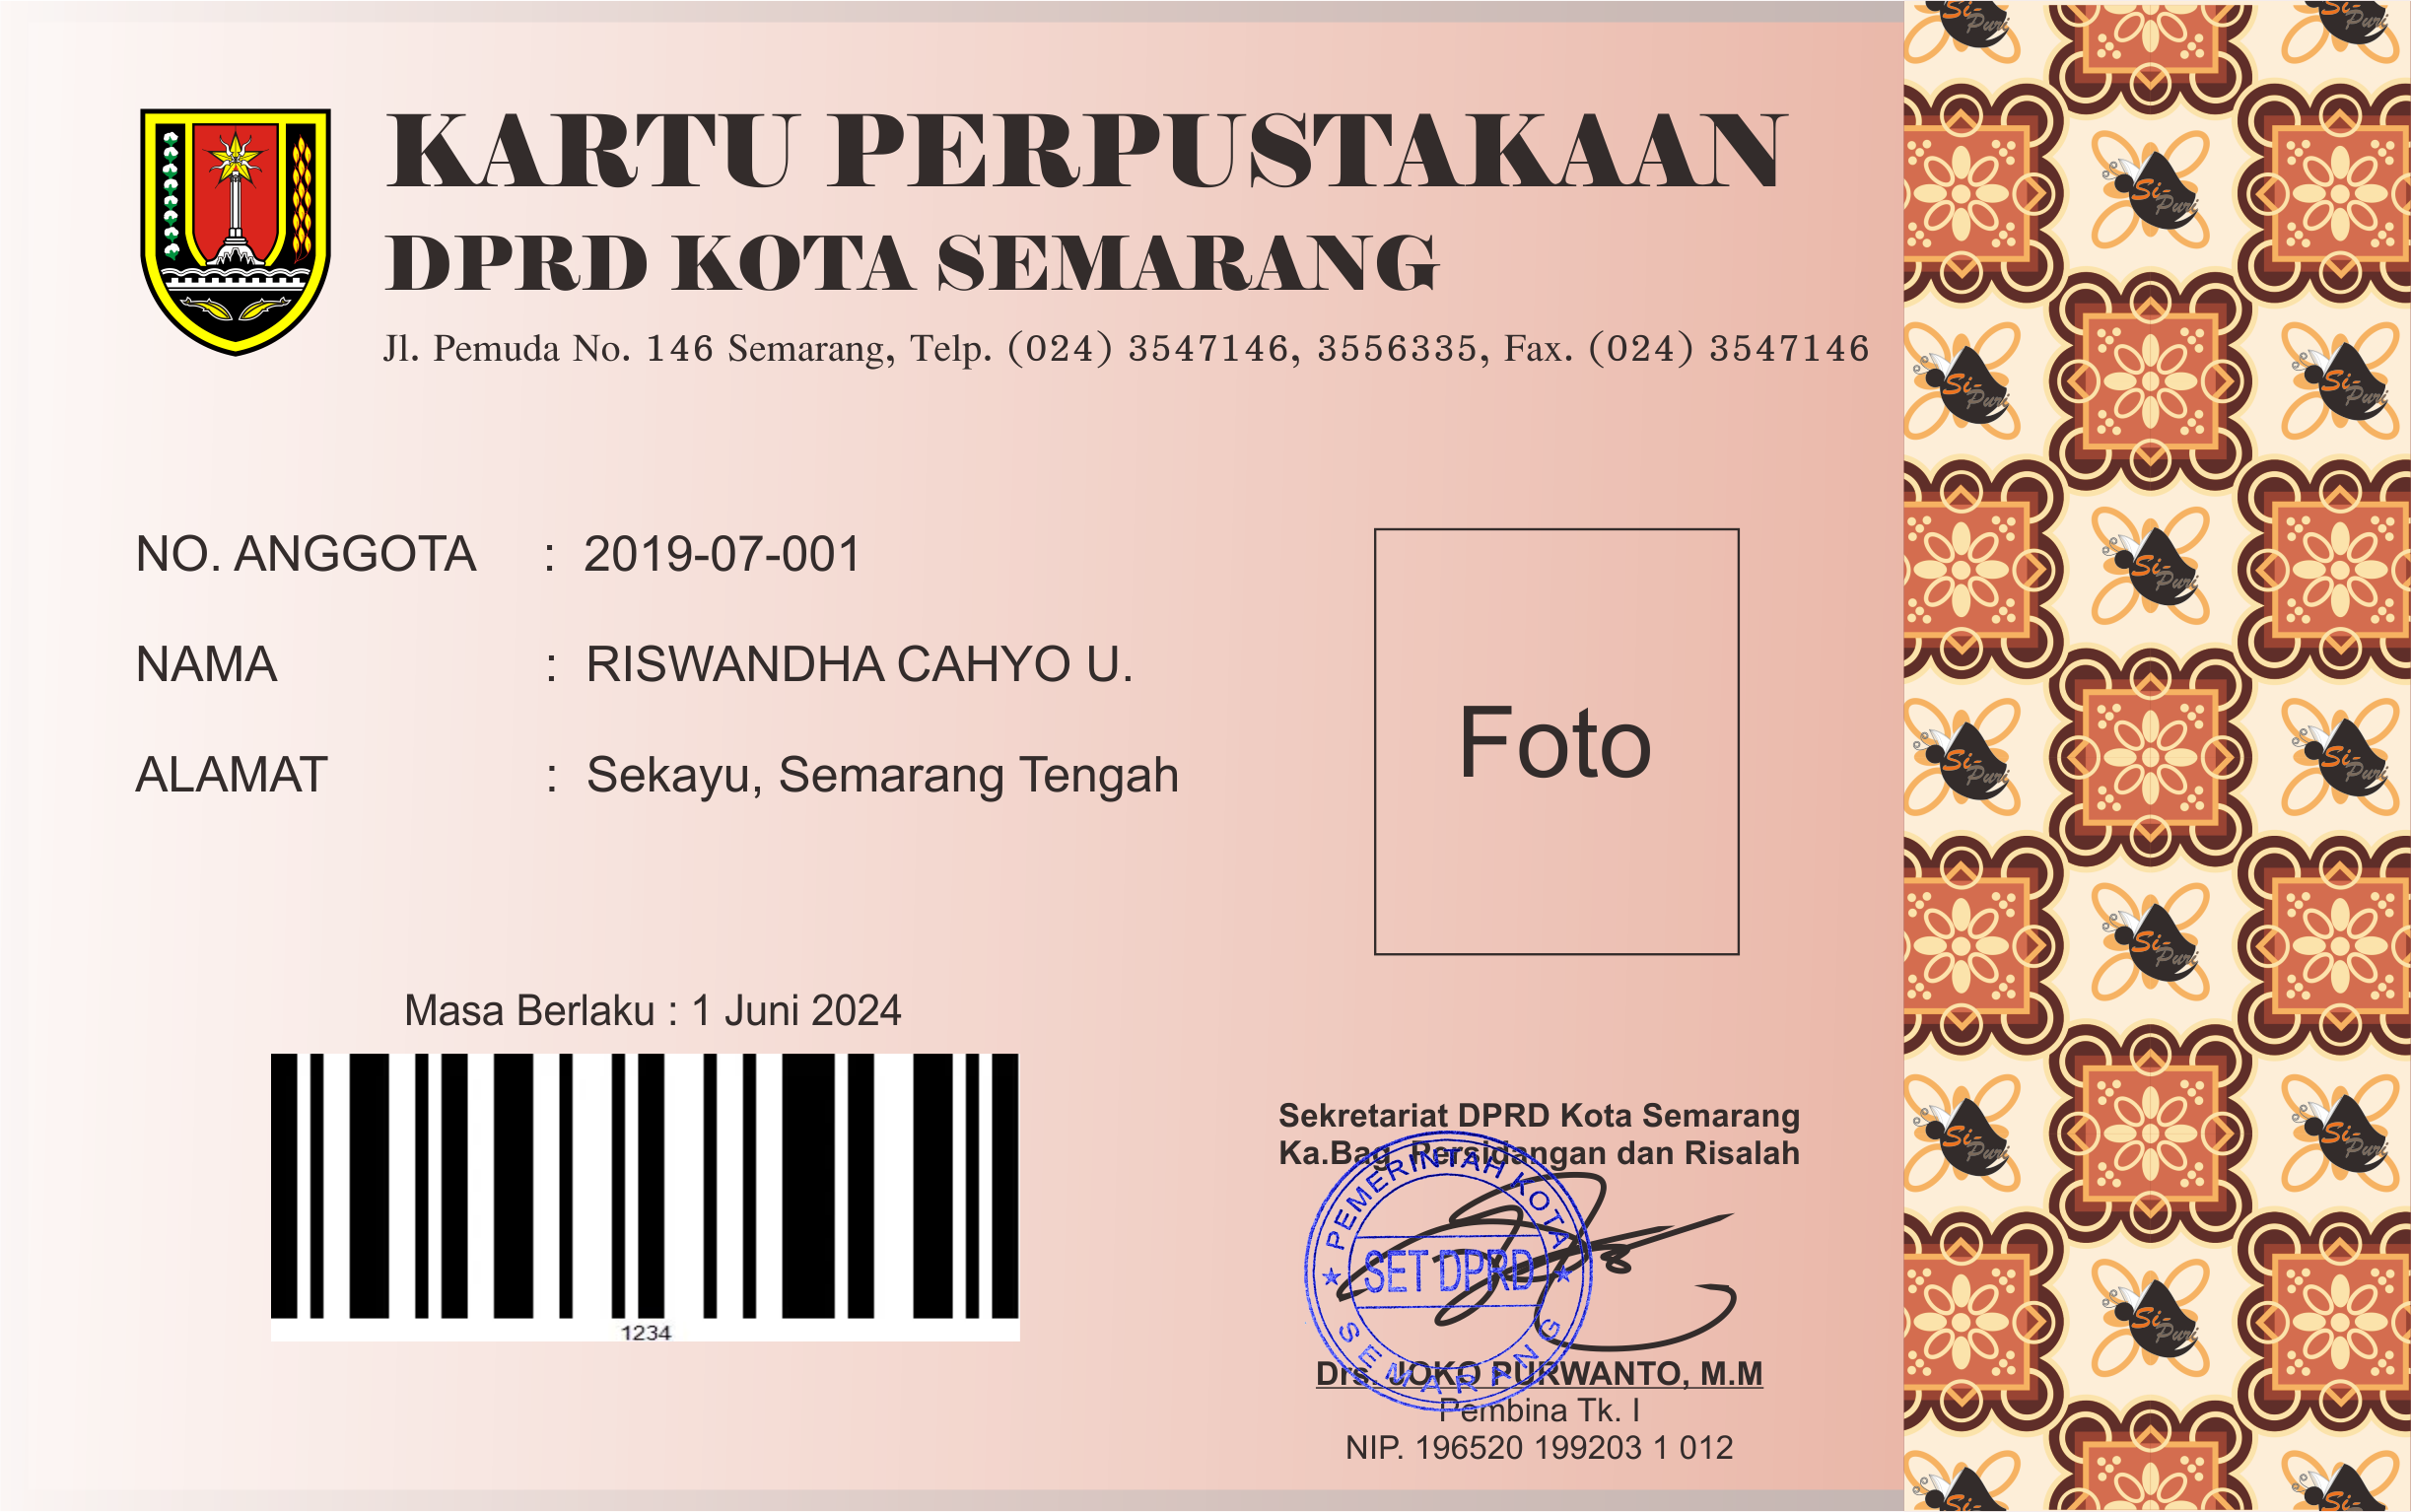 KARTU PERPUSTAKAAN
DPRD KOTA SEMARANG
Jl. Pemuda No. 146 Semarang, Telp. (024) 3547146, 3556335, Fax. (024) 3547146
NO. ANGGOTA : 2019-07-001
NAMA : RISWANDHA CAHYO U.
ALAMAT : Sekayu, Semarang Tengah
Foto
Masa Berlaku : 1 Juni 2024
1234
Sekretariat DPRD Kota Semarang
Ka.Bag. Persidangan dan Risalah
PEMERINTAH KOTA
SET DPRD
SEMARANG
Drs. JOKO PURWANTO, M.M
Pembina Tk. I
NIP. 196520 199203 1 012
Si-Puri